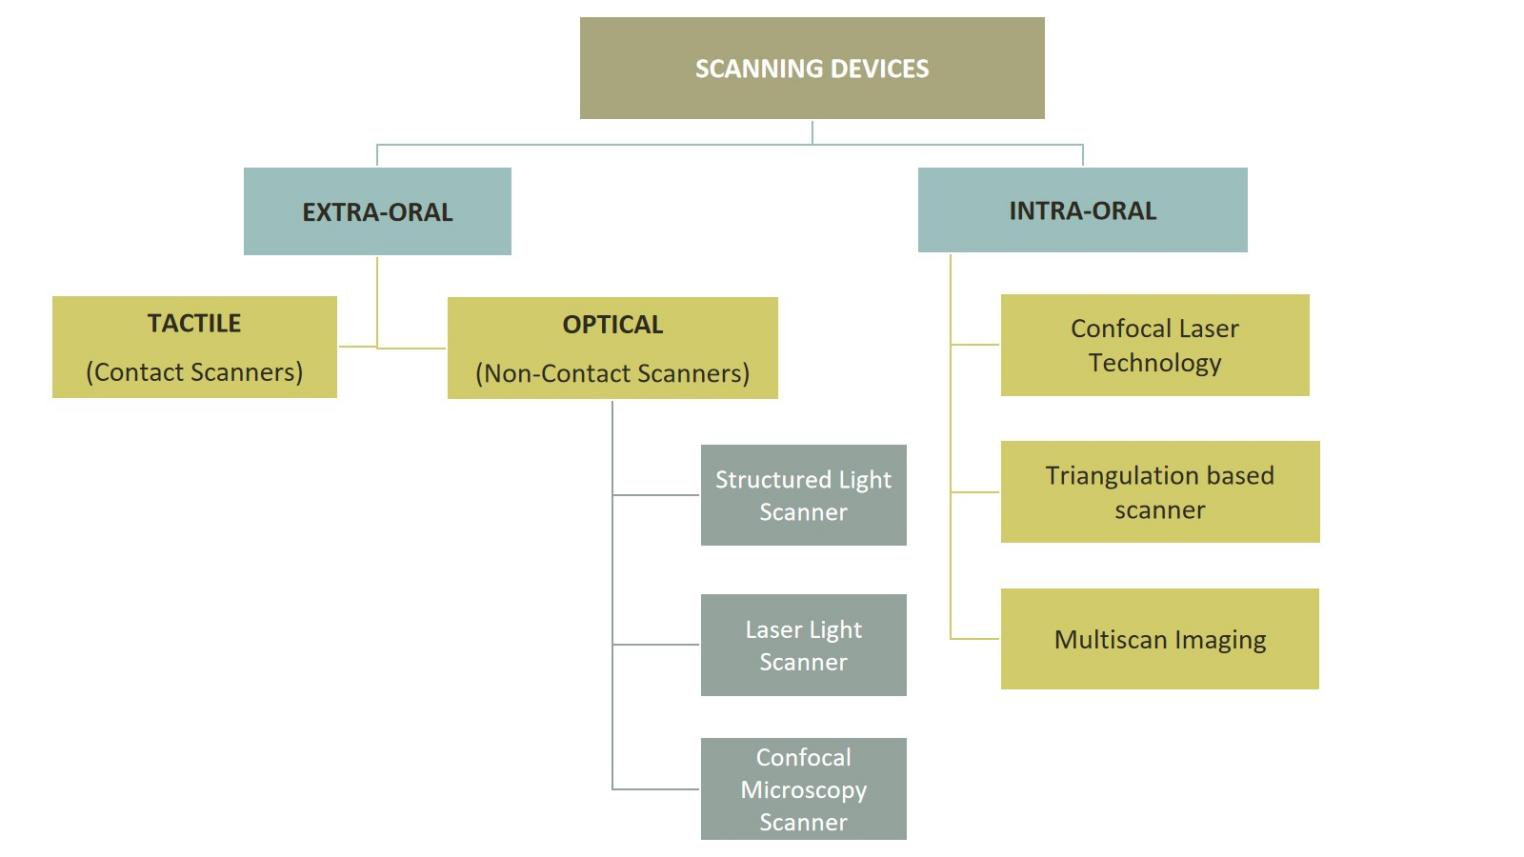 SCANNING DEVICES
EXTRA-ORAL
INTRA-ORAL
TACTILE
(Contact Scanners)
OPTICAL
(Non-Contact Scanners)
Structured Light
Scanner
Laser Light
Scanner
Confocal
Microscopy
Scanner
Confocal Laser
Technology
Triangulation based
scanner
Multiscan Imaging